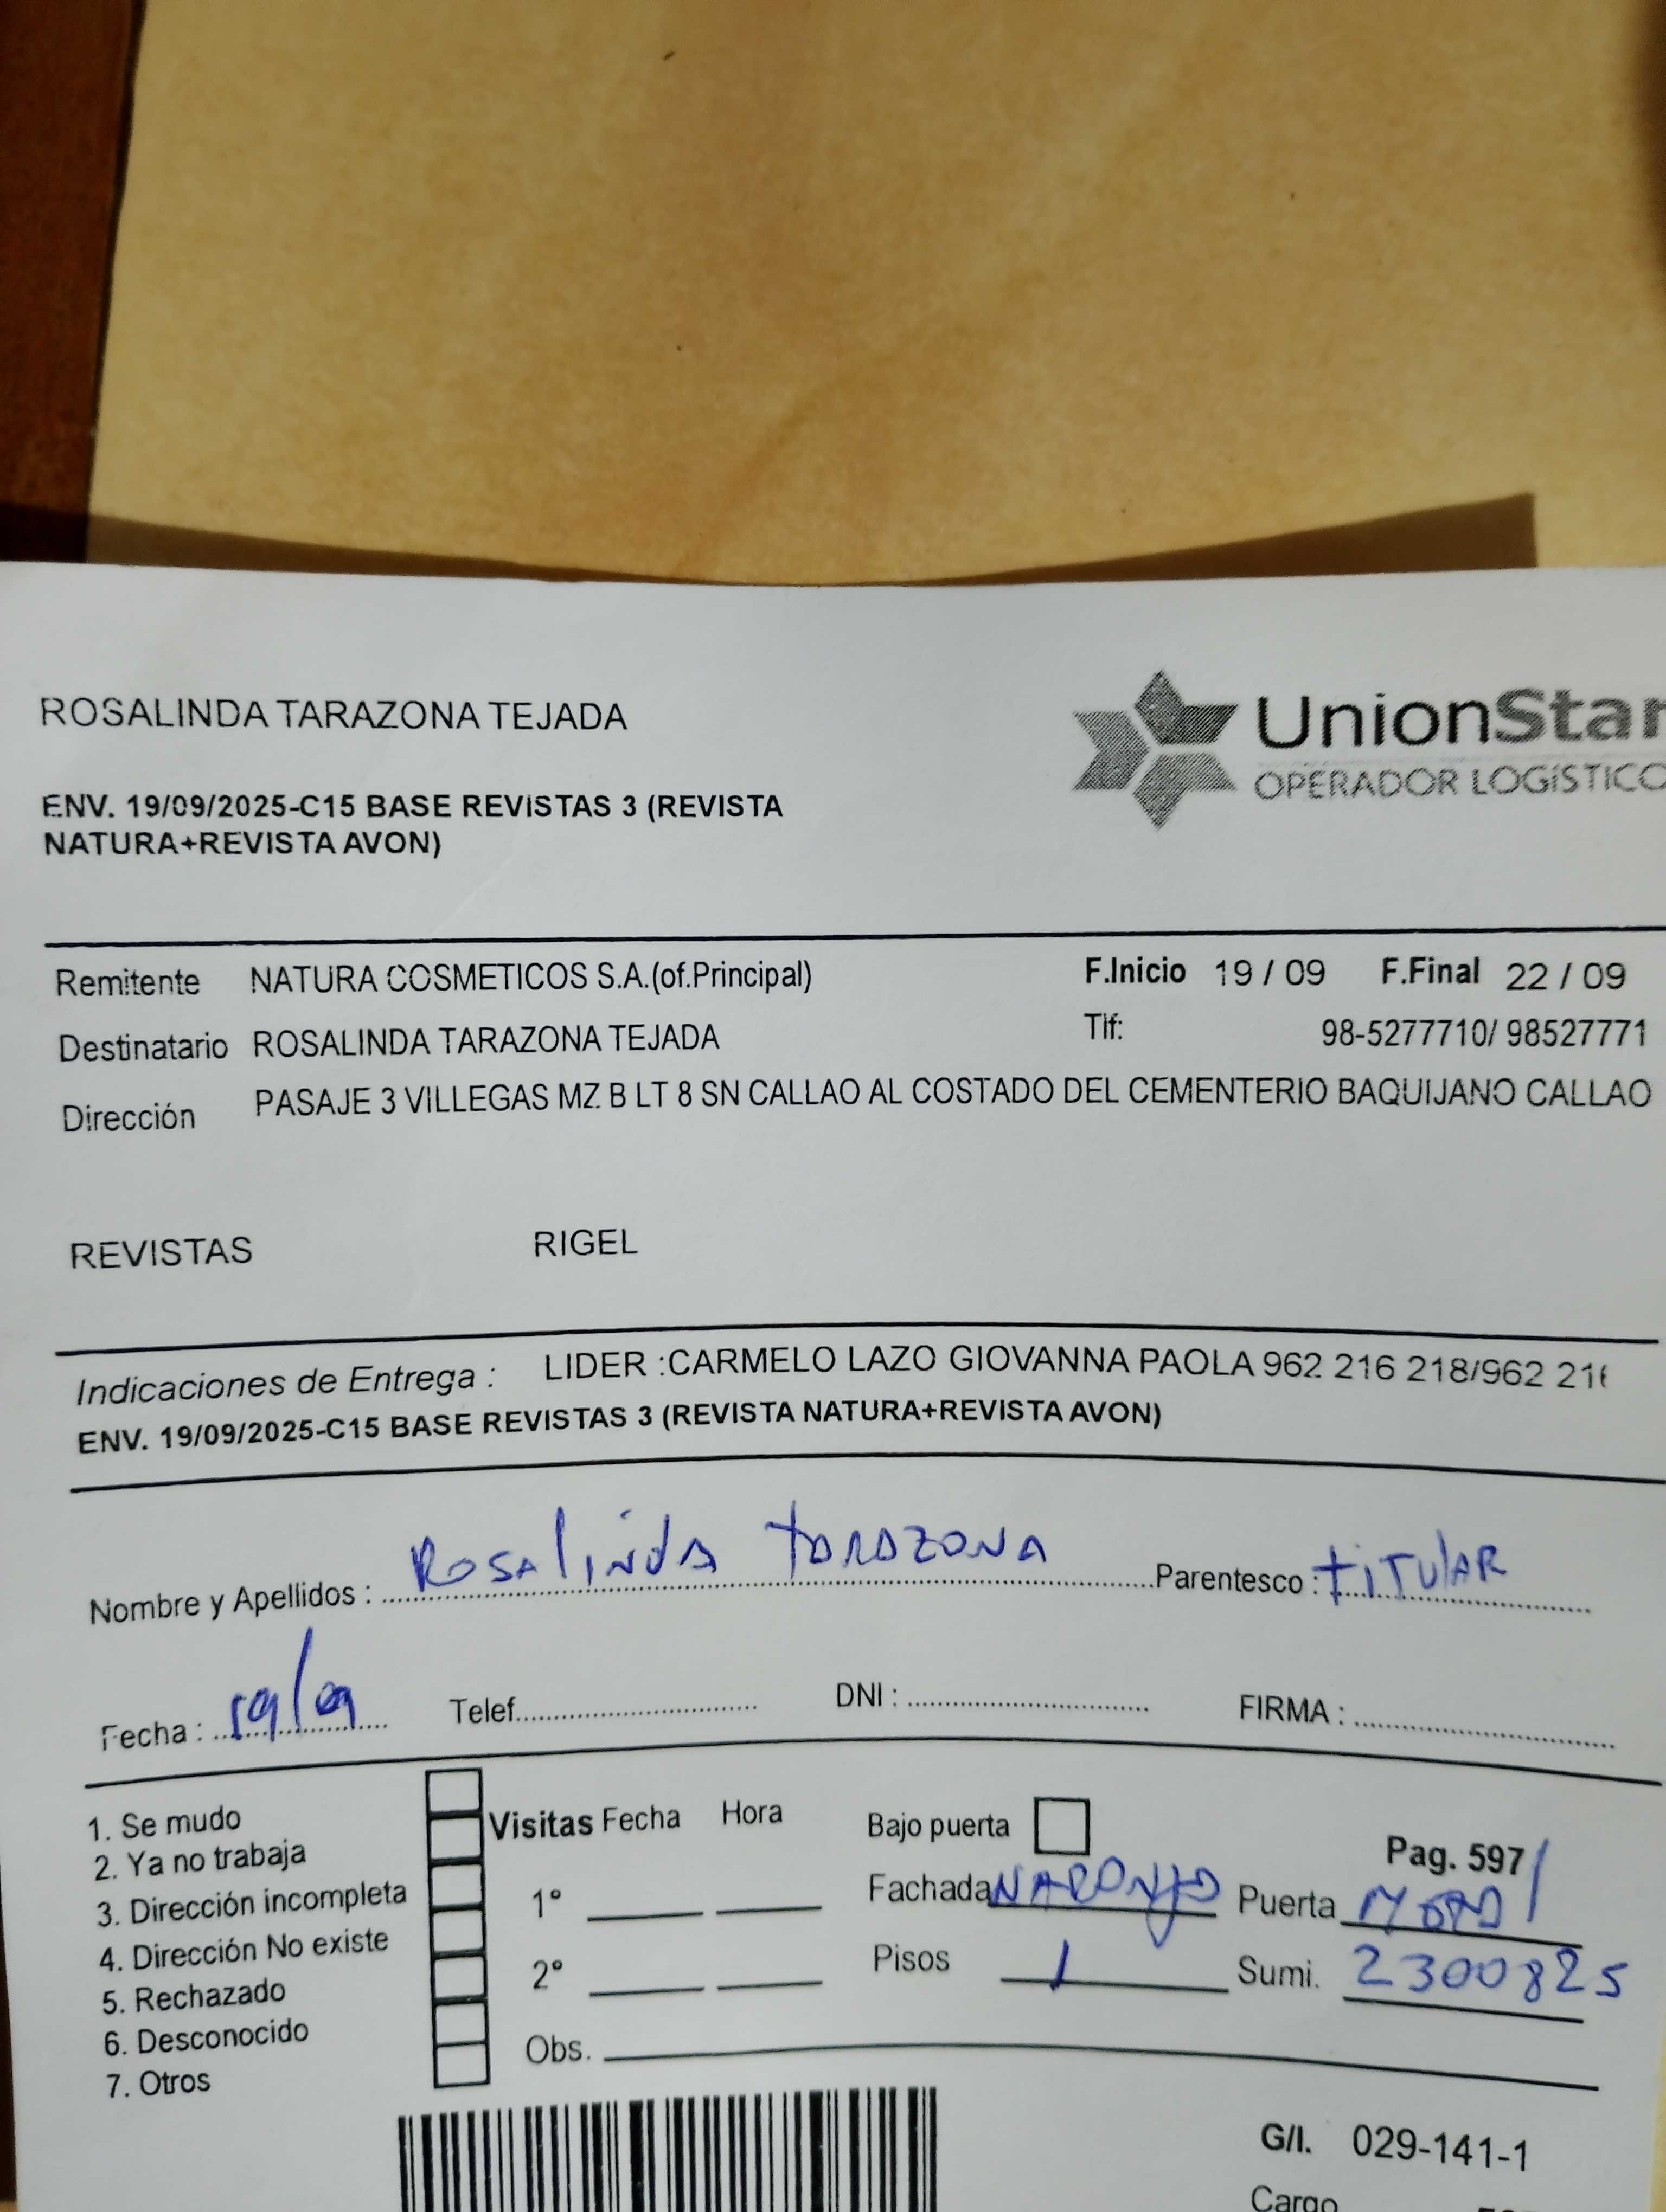 ROSALINDA TARAZONA TEJADA
UnionStar
OPERADOR LOGÍSTICO
ENV. 19/09/2025-C15 BASE REVISTAS 3 (REVISTA
NATURA+REVISTA AVON)
Remitente NATURA COSMETICOS S.A.(of.Principal) F.Inicio 19 / 09 F.Final 22 / 09
Destinatario ROSALINDA TARAZONA TEJADA Tlf: 98-5277710/ 98527771
Dirección PASAJE 3 VILLEGAS MZ B LT 8 SN CALLAO AL COSTADO DEL CEMENTERIO BAQUIJANO CALLAO
REVISTAS RIGEL
Indicaciones de Entrega : LIDER :CARMELO LAZO GIOVANNA PAOLA 962 216 218/962 216
ENV. 19/09/2025-C15 BASE REVISTAS 3 (REVISTA NATURA+REVISTA AVON)
Nombre y Apellidos : Rosalinda TARAZONA Parentesco : TITULAR
Fecha : 19/09 Telef. DNI : FIRMA :
1. Se mudo
2. Ya no trabaja
3. Dirección incompleta
4. Dirección No existe
5. Rechazado
6. Desconocido
7. Otros
Visitas Fecha Hora
1°
2°
Obs.
Bajo puerta
Pag. 597
Fachada NARANJO Puerta
Pisos 1 Sumi. 2300825
G/I. 029-141-1
Cargo